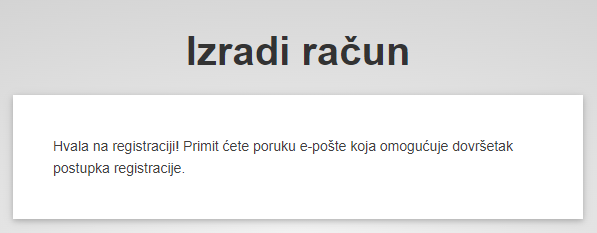 Izradi račun
Hvala na registraciji! Primit ćete poruku e-pošte koja omogućuje dovršetak
postupka registracije.